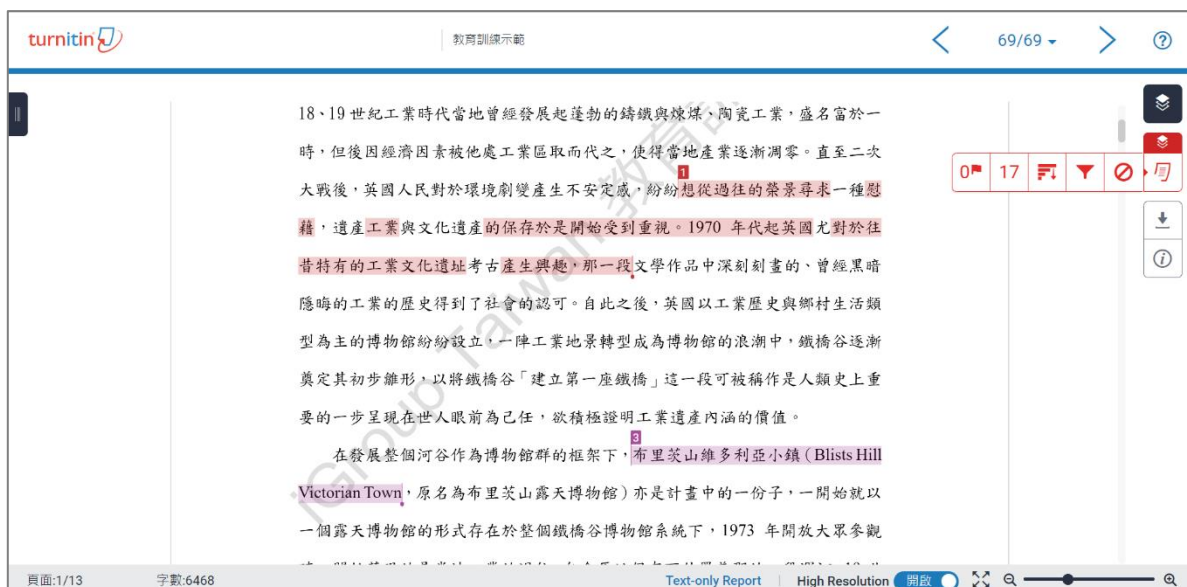 turnitin
教育訓練示範
69/69
?
18、19 世紀工業時代當地曾經發展起蓬勃的鑄鐵與煉煤、陶瓷工業，盛名富於一
時，但後因經濟因素被他處工業區取而代之，使得當地產業逐漸凋零。直至二次
1
大戰後，英國人民對於環境劇變產生不安定感，紛紛想從過往的榮景尋求一種慰
藉，遺產工業與文化遺產的保存於是開始受到重視。1970 年代起英國尤對於往
昔特有的工業文化遺址考古產生興趣，那一段文學作品中深刻刻畫的、曾經黑暗
隱晦的工業的歷史得到了社會的認可。自此之後，英國以工業歷史與鄉村生活類
型為主的博物館紛紛設立，一陣工業地景轉型成為博物館的浪潮中，鐵橋谷逐漸
奠定其初步雛形，以將鐵橋谷「建立第一座鐵橋」這一段可被稱作是人類史上重
要的一步呈現在世人眼前為己任，欲積極證明工業遺產內涵的價值。
3
在發展整個河谷作為博物館群的框架下，布里茨山維多利亞小鎮（Blists Hill
Victorian Town，原名為布里茨山露天博物館）亦是計畫中的一份子，一開始就以
一個露天博物館的形式存在於整個鐵橋谷博物館系統下，1973 年開放大眾參觀
0 17
iGroup Taiwan 教育訓
頁面:1/13 字數:6468 Text-only Report High Resolution 開啟